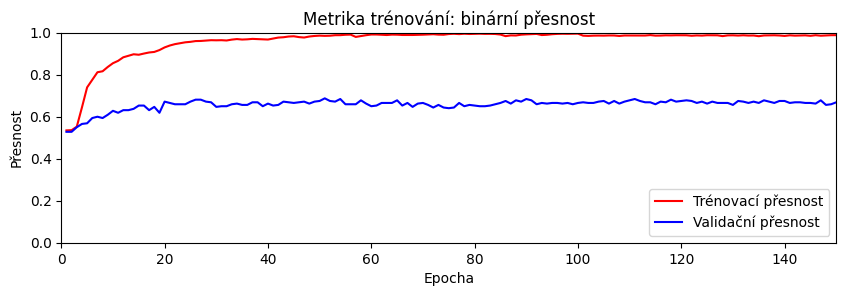 Metrika trénování: binární přesnost
1.0
0.8
0.6
0.4
0.2
0.0
Přesnost
0 20 40 60 80 100 120 140
Epocha
Trénovací přesnost
Validační přesnost